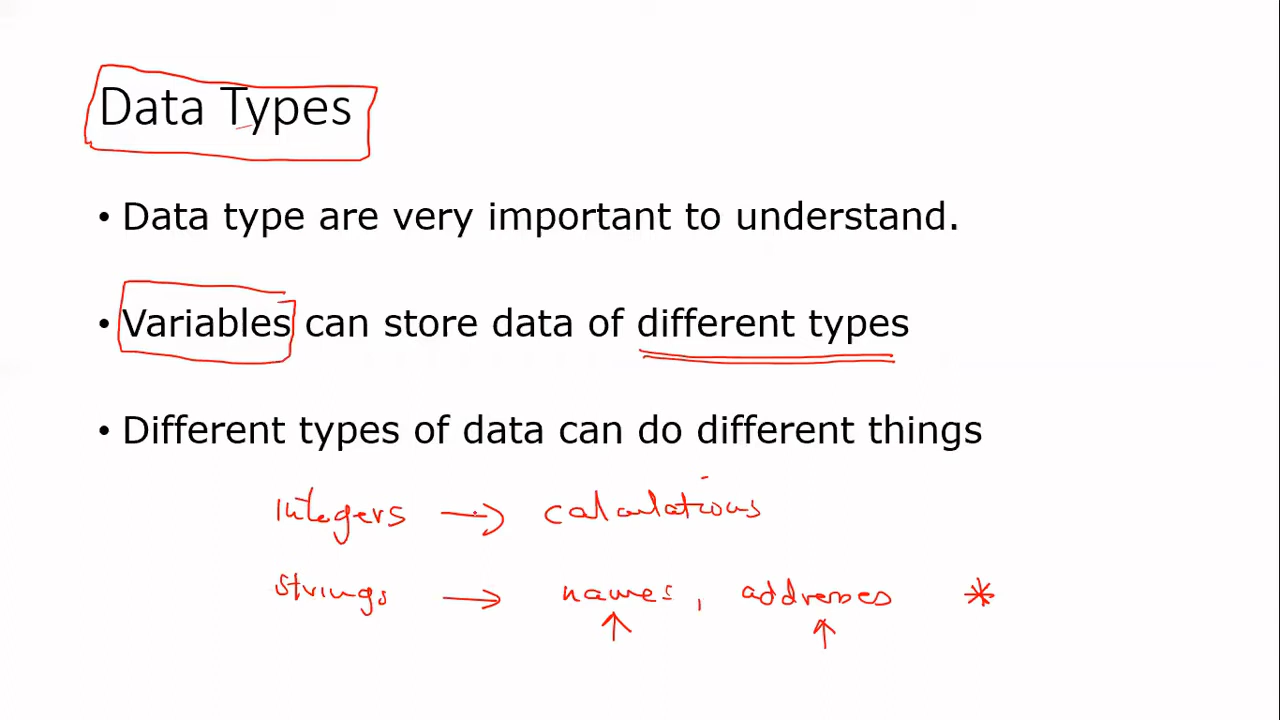 Data Types
• Data type are very important to understand.
• Variables can store data of different types
• Different types of data can do different things
Integers → calculations
strings → names, addresses *